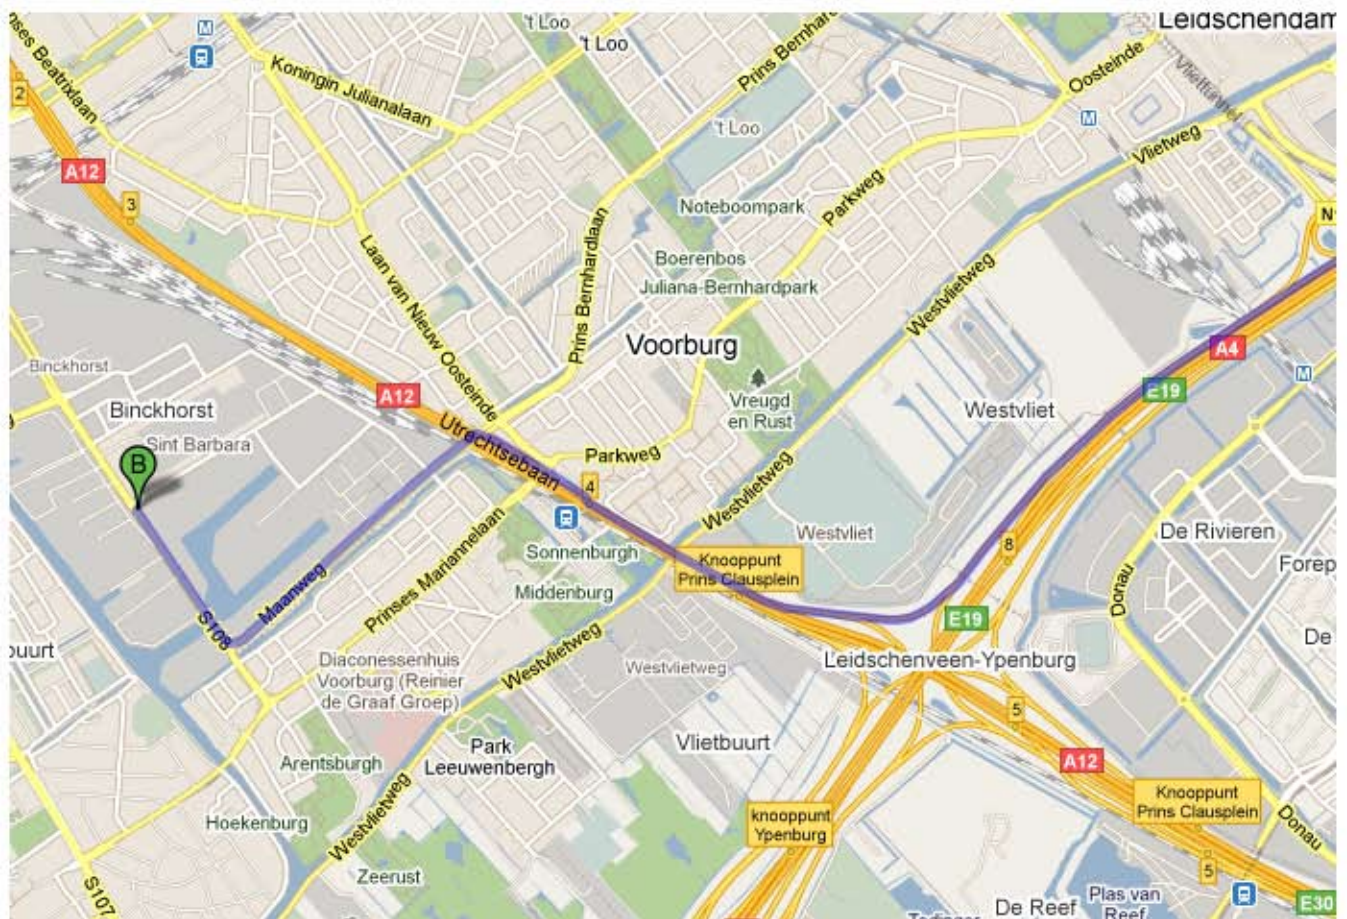 Leidschendam
't Loo
't Loo
M
Prins Bernhard
Oosteinde
Vliettunnel
Koningin Julianalaan
2
't Loo
M
Vlietweg
A12
3
Noteboompark
Parkweg
N
Laan van Nieuw Oosteinde
Prins Bernhardlaan
Boerenbos
Juliana-Bernhardpark
Westvlietweg
Voorburg
A4
Binckhorst
M
A12
Vreugd
en Rust
E19
Binckhorst
Westvliet
Sint Barbara
Utrechtsebaan
Parkweg
B
4
Westvlietweg
Prinses Mariannelaan
Sonnenburgh
Westvliet
De Rivieren
8
Knooppunt
Prins Clausplein
Forep
Maanweg
Middenburg
Donau
S108
E19
De
Westvlietweg
Diaconessenhuis
Voorburg (Reinier
de Graaf Groep)
Westvlietweg
Leidschenveen-Ypenburg
5
Park
Leeuwenbergh
Vlietbuurt
A12
Arentsburgh
Knooppunt
Prins Clausplein
knooppunt
Ypenburg
Hoekenburg
Westvlietweg
Donau
Zeerust
5
S107
De Reef
Plas van
Reef
E30